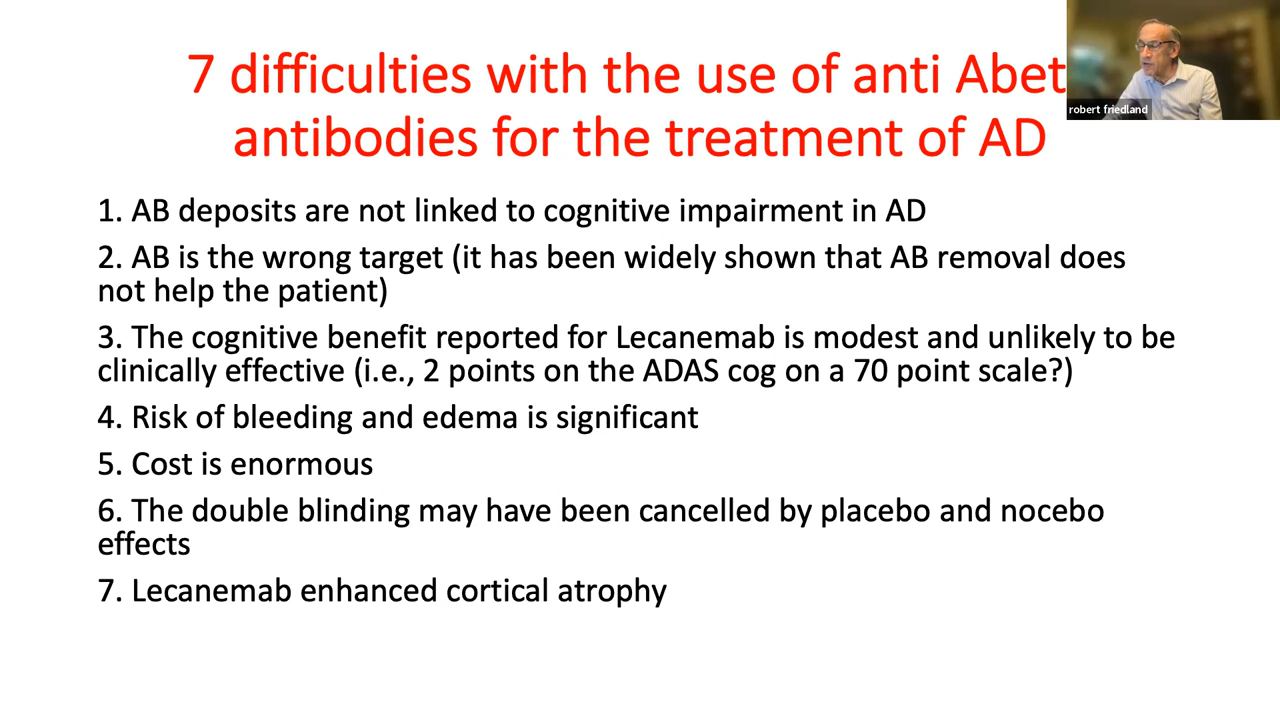 7 difficulties with the use of anti Abet
antibodies for the treatment of AD
robert friedland
1. AB deposits are not linked to cognitive impairment in AD
2. AB is the wrong target (it has been widely shown that AB removal does
not help the patient)
3. The cognitive benefit reported for Lecanemab is modest and unlikely to be
clinically effective (i.e., 2 points on the ADAS cog on a 70 point scale?)
4. Risk of bleeding and edema is significant
5. Cost is enormous
6. The double blinding may have been cancelled by placebo and nocebo
effects
7. Lecanemab enhanced cortical atrophy